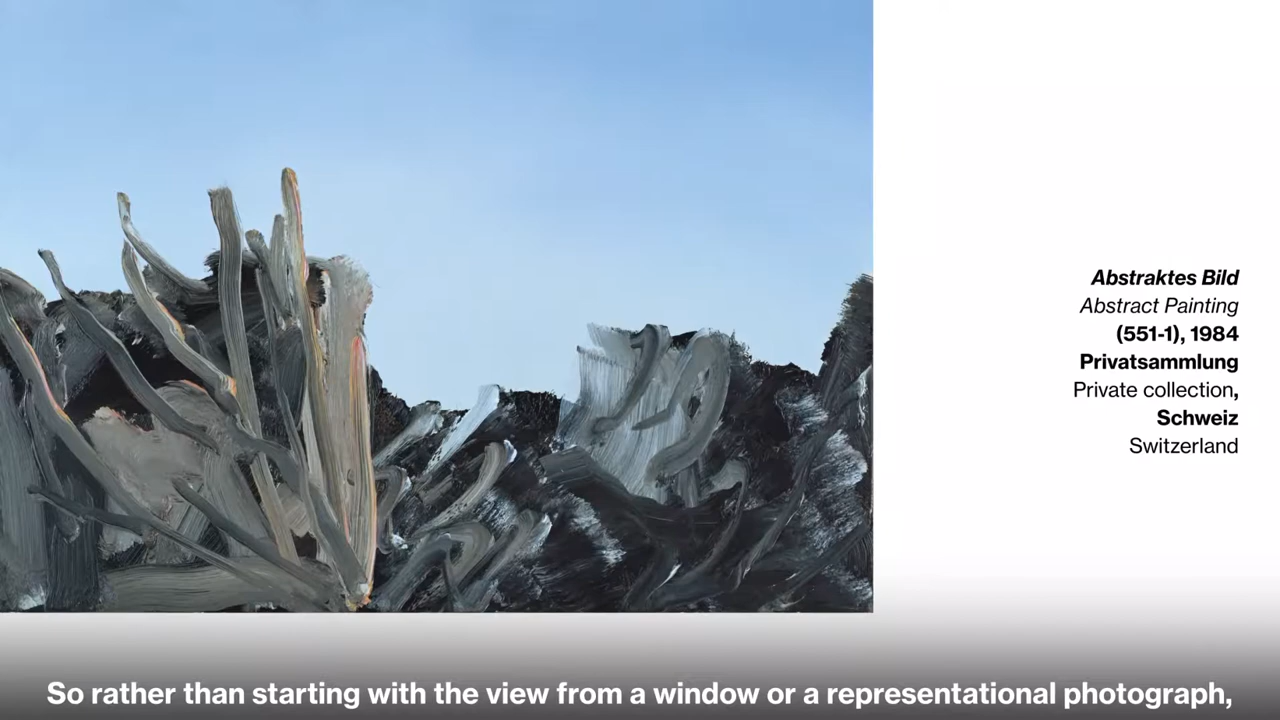 Abstraktes Bild
Abstract Painting
(551-1), 1984
Privatsammlung
Private collection,
Schweiz
Switzerland
So rather than starting with the view from a window or a representational photograph,